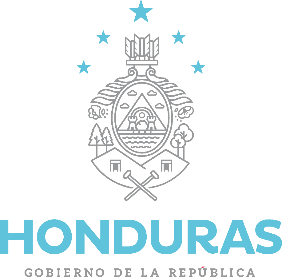 HONDURAS
GOBIERNO DE LA REPÚBLICA